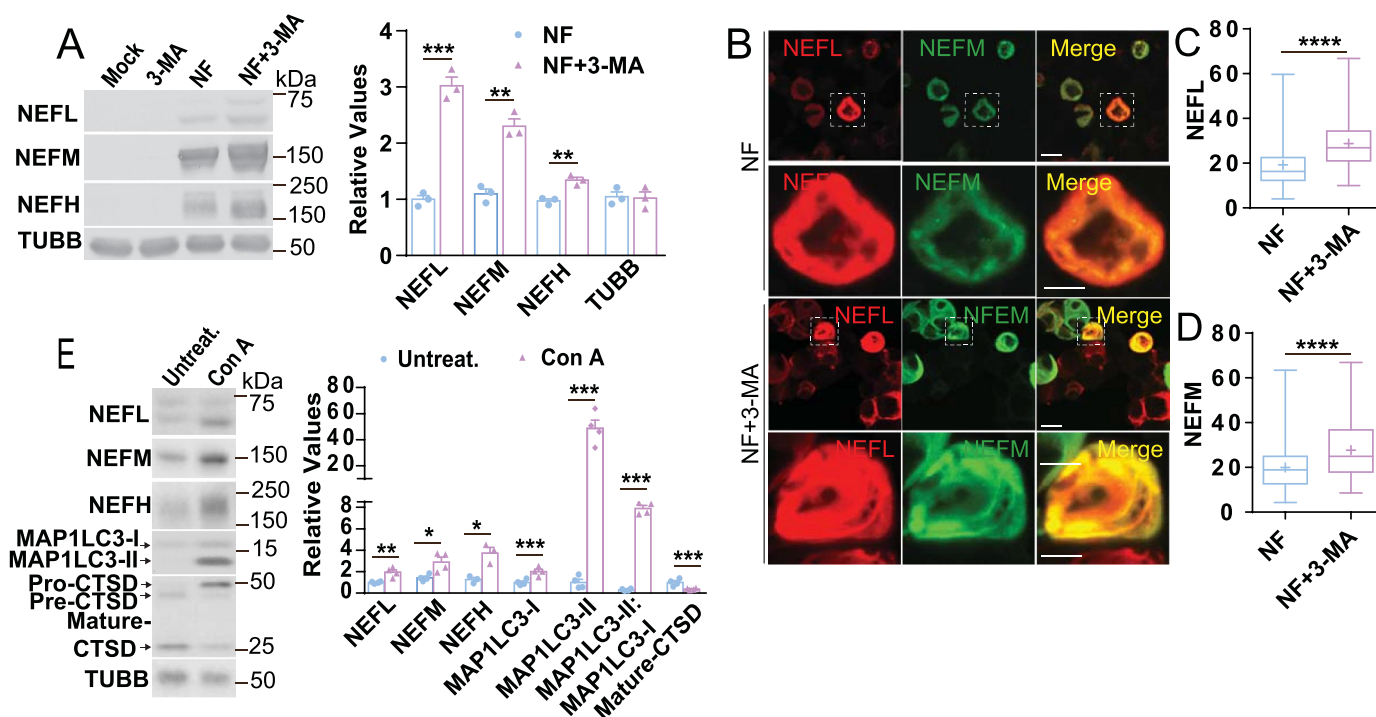 A
Mock
3-MA
NF
NF+3-MA
kDa
NEFL
75
NEFM
150
NEFH
250
150
TUBB
50
NF
NF+3-MA
Relative Values
4
3
2
1
0
***
**
**
NEFL
NEFM
NEFH
TUBB
B
NF
NEFL
NEFM
Merge
NEFL
NEFM
Merge
NF+3-MA
NEFL
NFEM
Merge
NEFL
NEFM
Merge
C
NEFL
80
60
40
20
0
****
NF
NF+3-MA
D
NEFM
80
60
40
20
0
****
NF
NF+3-MA
E
Untreat.
Con A
kDa
NEFL
75
NEFM
150
NEFH
250
150
MAP1LC3-I
MAP1LC3-II
15
Pro-CTSD
50
Pre-CTSD
Mature-
CTSD
25
TUBB
50
Untreat.
Con A
Relative Values
80
60
40
20
8
6
4
2
0
**
*
*
***
***
***
***
NEFL
NEFM
NEFH
MAP1LC3-I
MAP1LC3-II
MAP1LC3-II:
MAP1LC3-I
Mature-CTSD